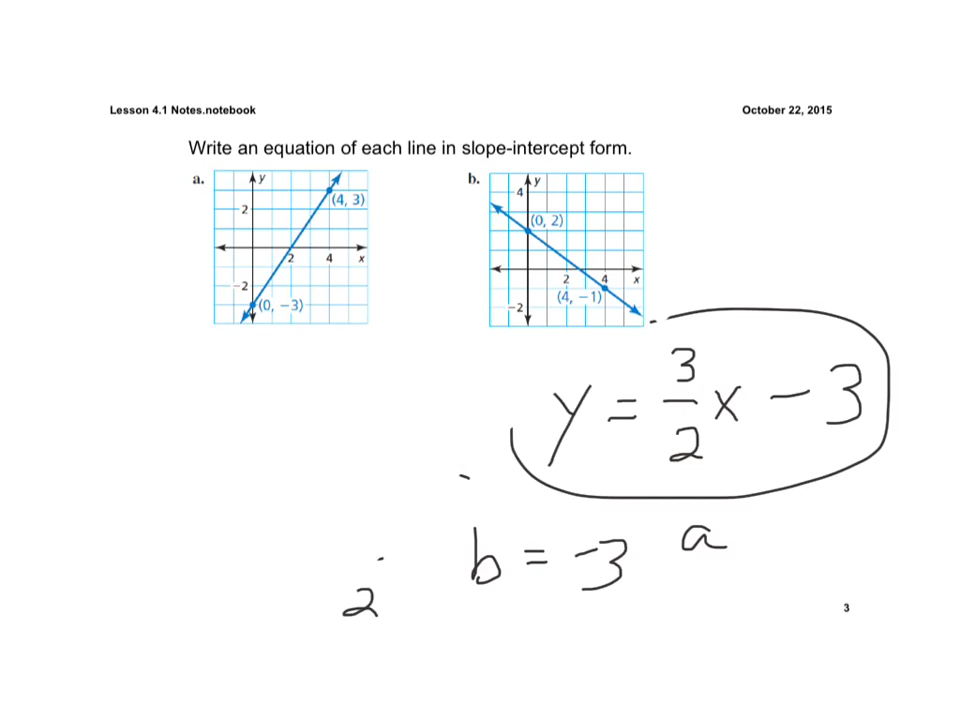 Lesson 4.1 Notes.notebook October 22, 2015
Write an equation of each line in slope-intercept form.
a. b.
y
(4, 3)
2
2 4 x
−2
(0, −3)
y
4
(0, 2)
2 4 x
(4, −1)
−2
y = 3/2 x − 3
b = -3 a
2
3